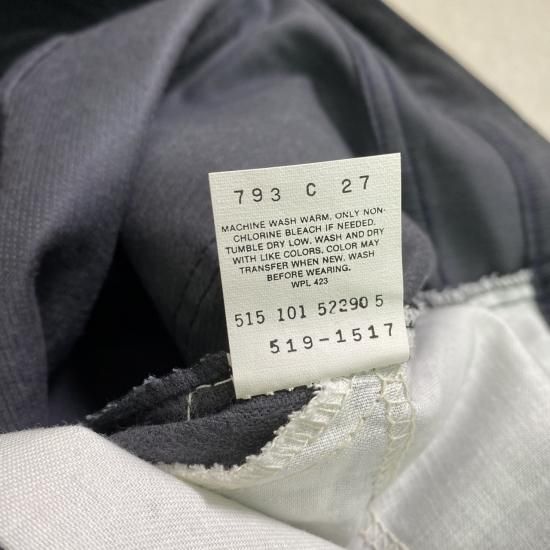 793 C 27
MACHINE WASH WARM, ONLY NON-
CHLORINE BLEACH IF NEEDED.
TUMBLE DRY LOW. WASH AND DRY
WITH LIKE COLORS. COLOR MAY
TRANSFER WHEN NEW. WASH
BEFORE WEARING.
WPL 423
515 101 52290 5
519-1517